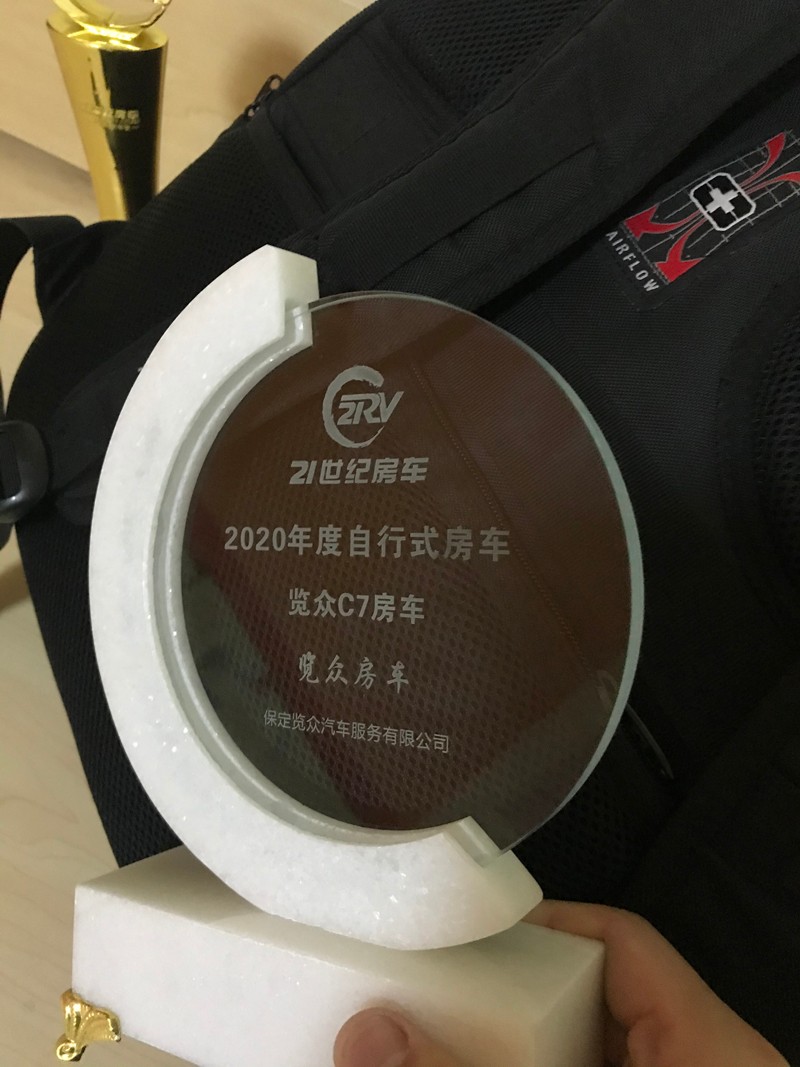 2RV
21世纪房车
2020年度自行式房车
览众C7房车
览众房车
保定览众汽车服务有限公司
AIRFLOW